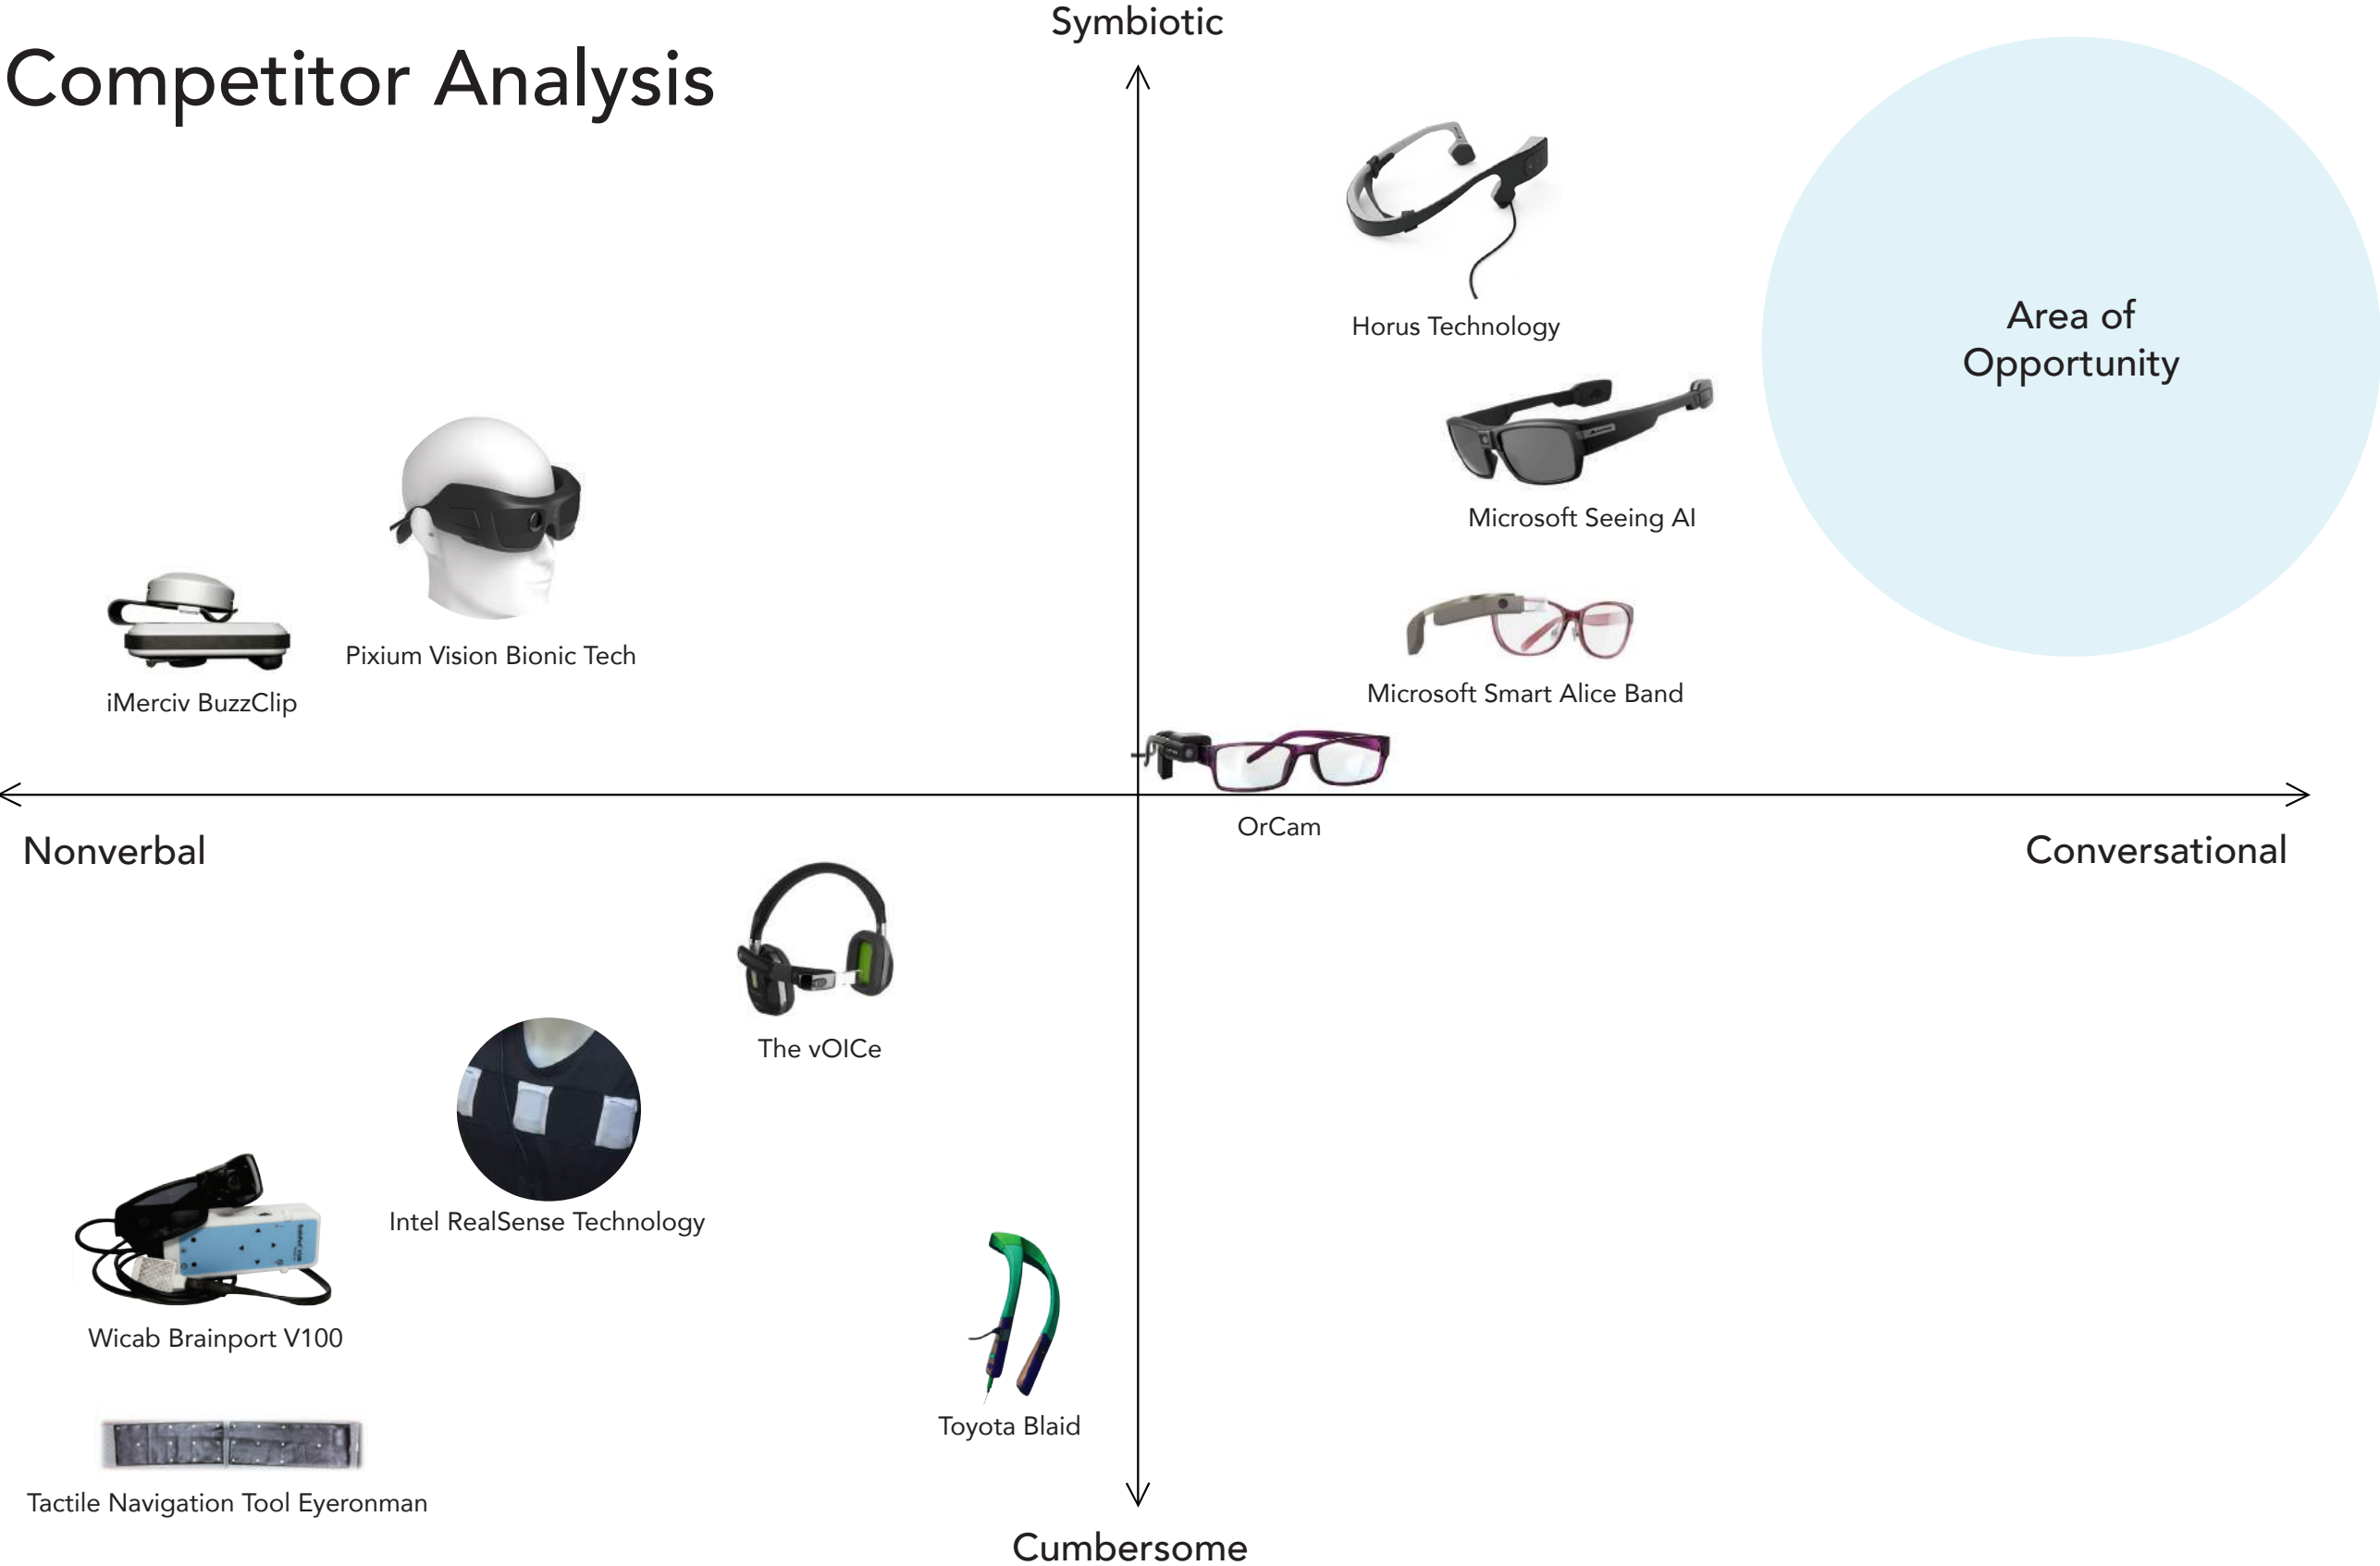 Symbiotic
Competitor Analysis
Horus Technology
Area of
Opportunity
Microsoft Seeing AI
Pixium Vision Bionic Tech
iMerciv BuzzClip
Microsoft Smart Alice Band
OrCam
Nonverbal
Conversational
The vOICe
Intel RealSense Technology
Wicab Brainport V100
Toyota Blaid
Tactile Navigation Tool Eyeronman
Cumbersome